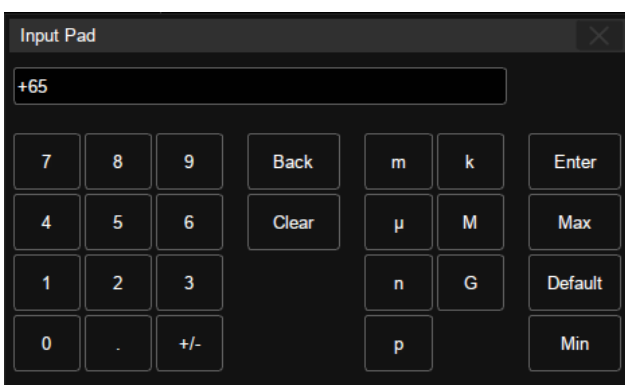 Input Pad
+65
7 8 9 Back m k Enter
4 5 6 Clear µ M Max
1 2 3 n G Default
0 . +/- p Min